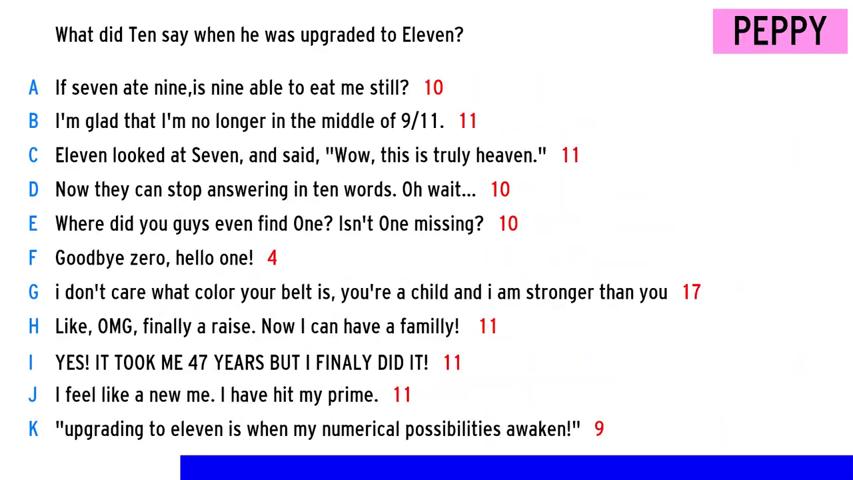 What did Ten say when he was upgraded to Eleven?
PEPPY
A If seven ate nine,is nine able to eat me still? 10
B I'm glad that I'm no longer in the middle of 9/11. 11
C Eleven looked at Seven, and said, "Wow, this is truly heaven." 11
D Now they can stop answering in ten words. Oh wait... 10
E Where did you guys even find One? Isn't One missing? 10
F Goodbye zero, hello one! 4
G i don't care what color your belt is, you're a child and i am stronger than you 17
H Like, OMG, finally a raise. Now I can have a familly! 11
I YES! IT TOOK ME 47 YEARS BUT I FINALY DID IT! 11
J I feel like a new me. I have hit my prime. 11
K "upgrading to eleven is when my numerical possibilities awaken!" 9